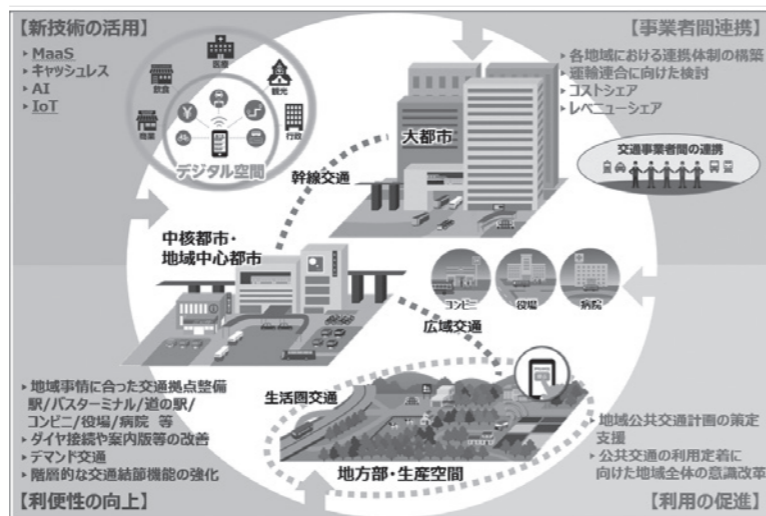 【新技術の活用】
▸ MaaS
▸ キャッシュレス
▸ AI
▸ IoT
医療
飲食
観光
商業
行政
¥
デジタル空間
【事業者間連携】
▸ 各地域における連携体制の構築
▸ 運輸連合に向けた検討
▸ コストシェア
▸ レベニューシェア
交通事業者間の連携
大都市
幹線交通
中核都市・
地域中心都市
コンビニ
役場
病院
広域交通
生活圏交通
地方部・生産空間
▸ 地域事情に合った交通拠点整備
駅/バスターミナル/道の駅/
コンビニ/役場/病院 等
▸ ダイヤ接続や案内版等の改善
▸ デマンド交通
▸ 階層的な交通結節機能の強化
【利便性の向上】
▸ 地域公共交通計画の策定
支援
▸ 公共交通の利用定着に
向けた地域全体の意識改革
【利用の促進】